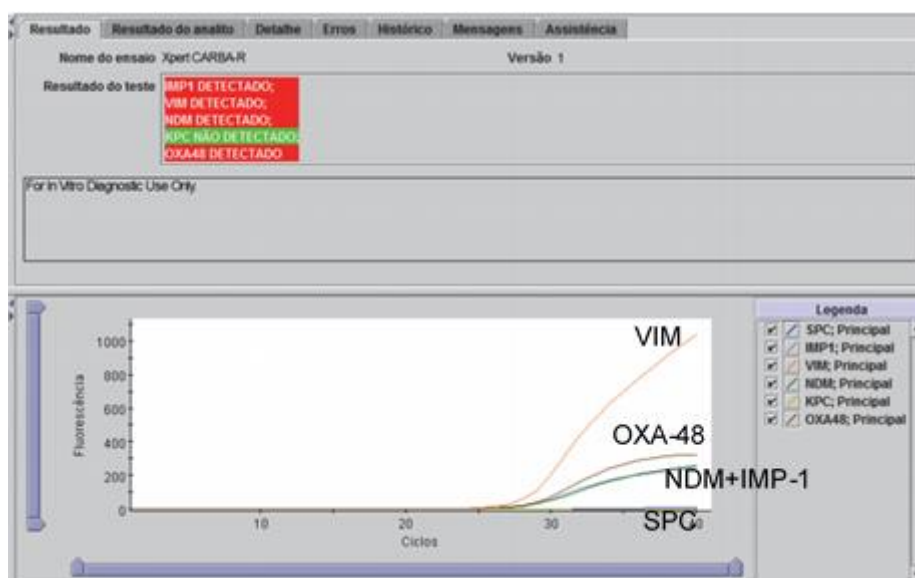 Resultado Resultado do analito Detalhe Erros Histórico Mensagens Assistência
Nome do ensaio Xpert CARBA-R Versão 1
Resultado do teste IMP1 DETECTADO;
VIM DETECTADO;
NDM DETECTADO;
KPC NÃO DETECTADO;
OXA48 DETECTADO
For In Vitro Diagnostic Use Only.
Legenda
SPC; Principal
IMP1; Principal
VIM; Principal
NDM; Principal
KPC; Principal
OXA48; Principal
Fluorescência
1000
800
600
400
200
0
VIM
OXA-48
NDM+IMP-1
SPC
10 20 30 40
Ciclos